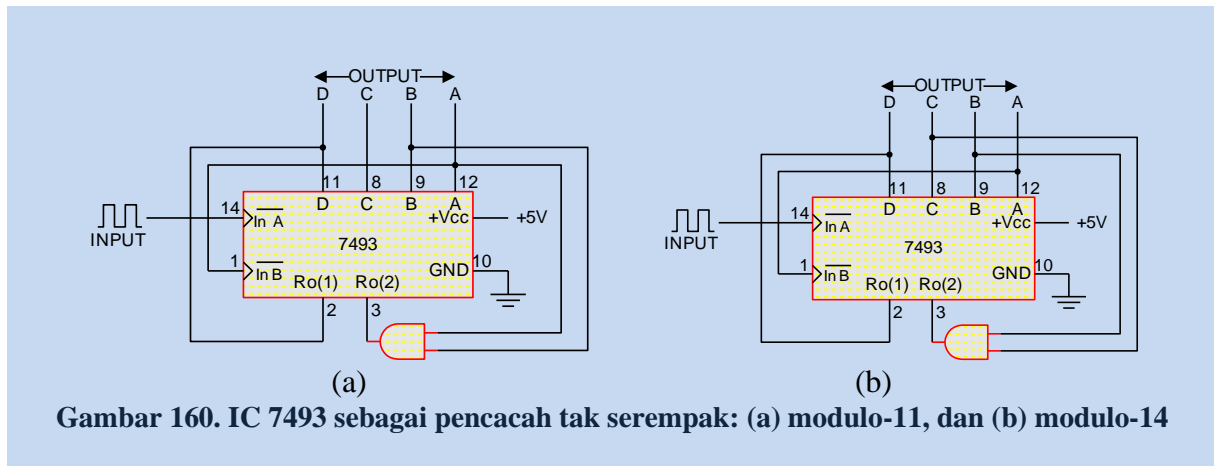 OUTPUT
D C B A
11 8 9 12
D C B A
+Vcc
+5V
14
In A
INPUT
7493
1
In B
GND
10
Ro(1) Ro(2)
2 3
(a)
OUTPUT
D C B A
11 8 9 12
D C B A
+Vcc
+5V
14
In A
INPUT
7493
1
In B
GND
10
Ro(1) Ro(2)
2 3
(b)
Gambar 160. IC 7493 sebagai pencacah tak serempak: (a) modulo-11, dan (b) modulo-14